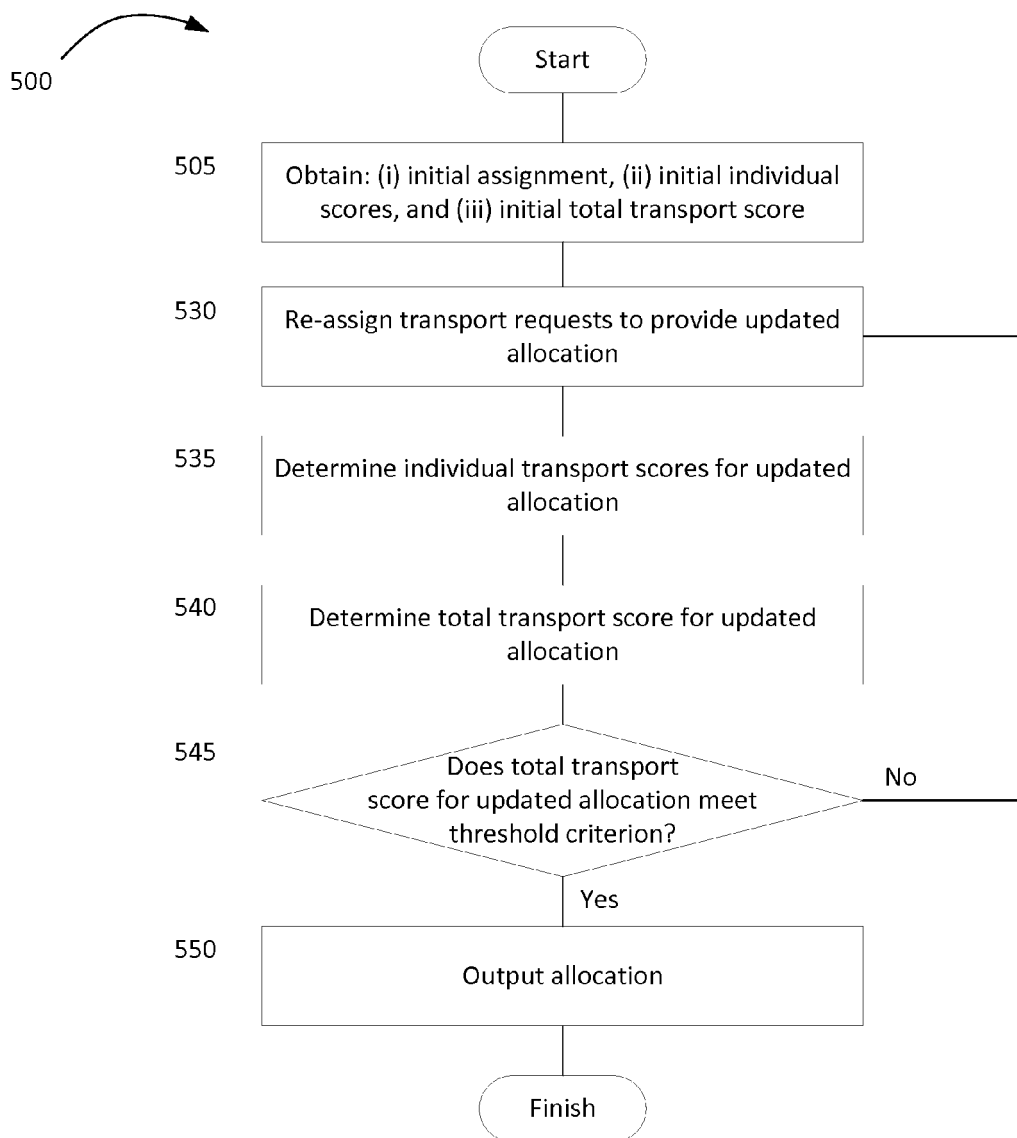 500
Start
505
Obtain: (i) initial assignment, (ii) initial individual
scores, and (iii) initial total transport score
530
Re-assign transport requests to provide updated
allocation
535
Determine individual transport scores for updated
allocation
540
Determine total transport score for updated
allocation
545
Does total transport
score for updated allocation meet
threshold criterion?
No
Yes
550
Output allocation
Finish